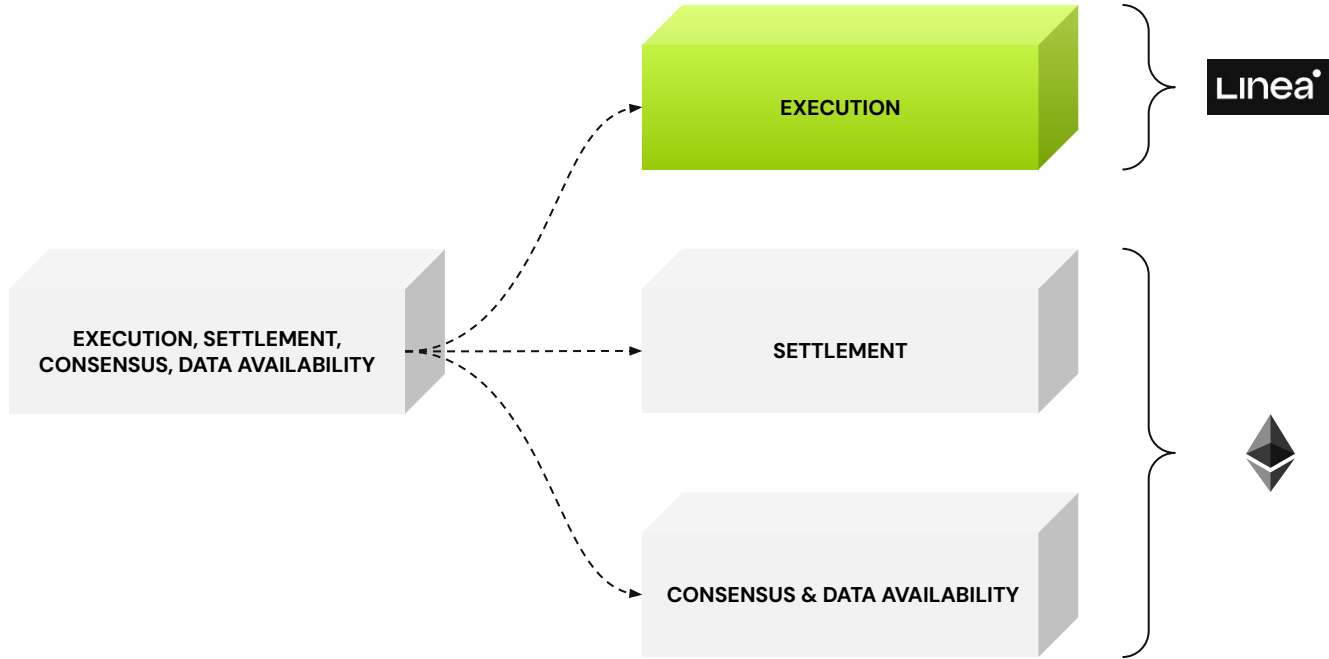 EXECUTION
Linea
EXECUTION, SETTLEMENT,
CONSENSUS, DATA AVAILABILITY
SETTLEMENT
CONSENSUS & DATA AVAILABILITY